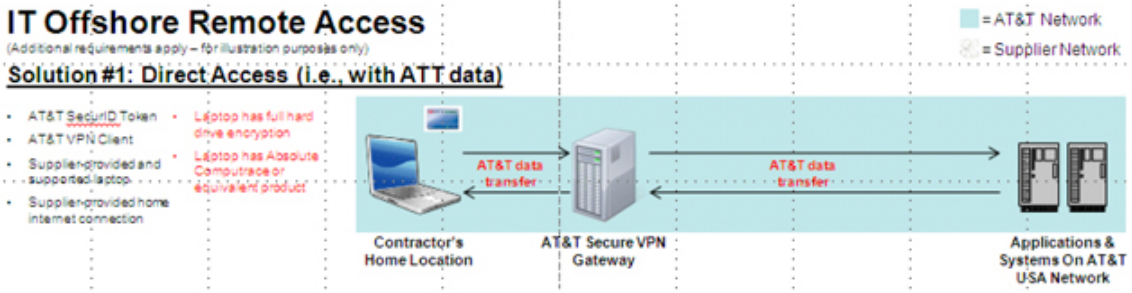 IT Offshore Remote Access
(Additional requirements apply – for illustration purposes only)
= AT&T Network
= Supplier Network
Solution #1: Direct Access (i.e., with ATT data)
• AT&T SecurID Token
• AT&T VPN Client
• Supplier-provided and
supported laptop
• Supplier-provided home
internet connection
• Laptop has full hard
drive encryption
• Laptop has Absolute
Computrace or
equivalent product
AT&T data
transfer
AT&T data
transfer
Contractor's
Home Location
AT&T Secure VPN
Gateway
Applications &
Systems On AT&T
USA Network